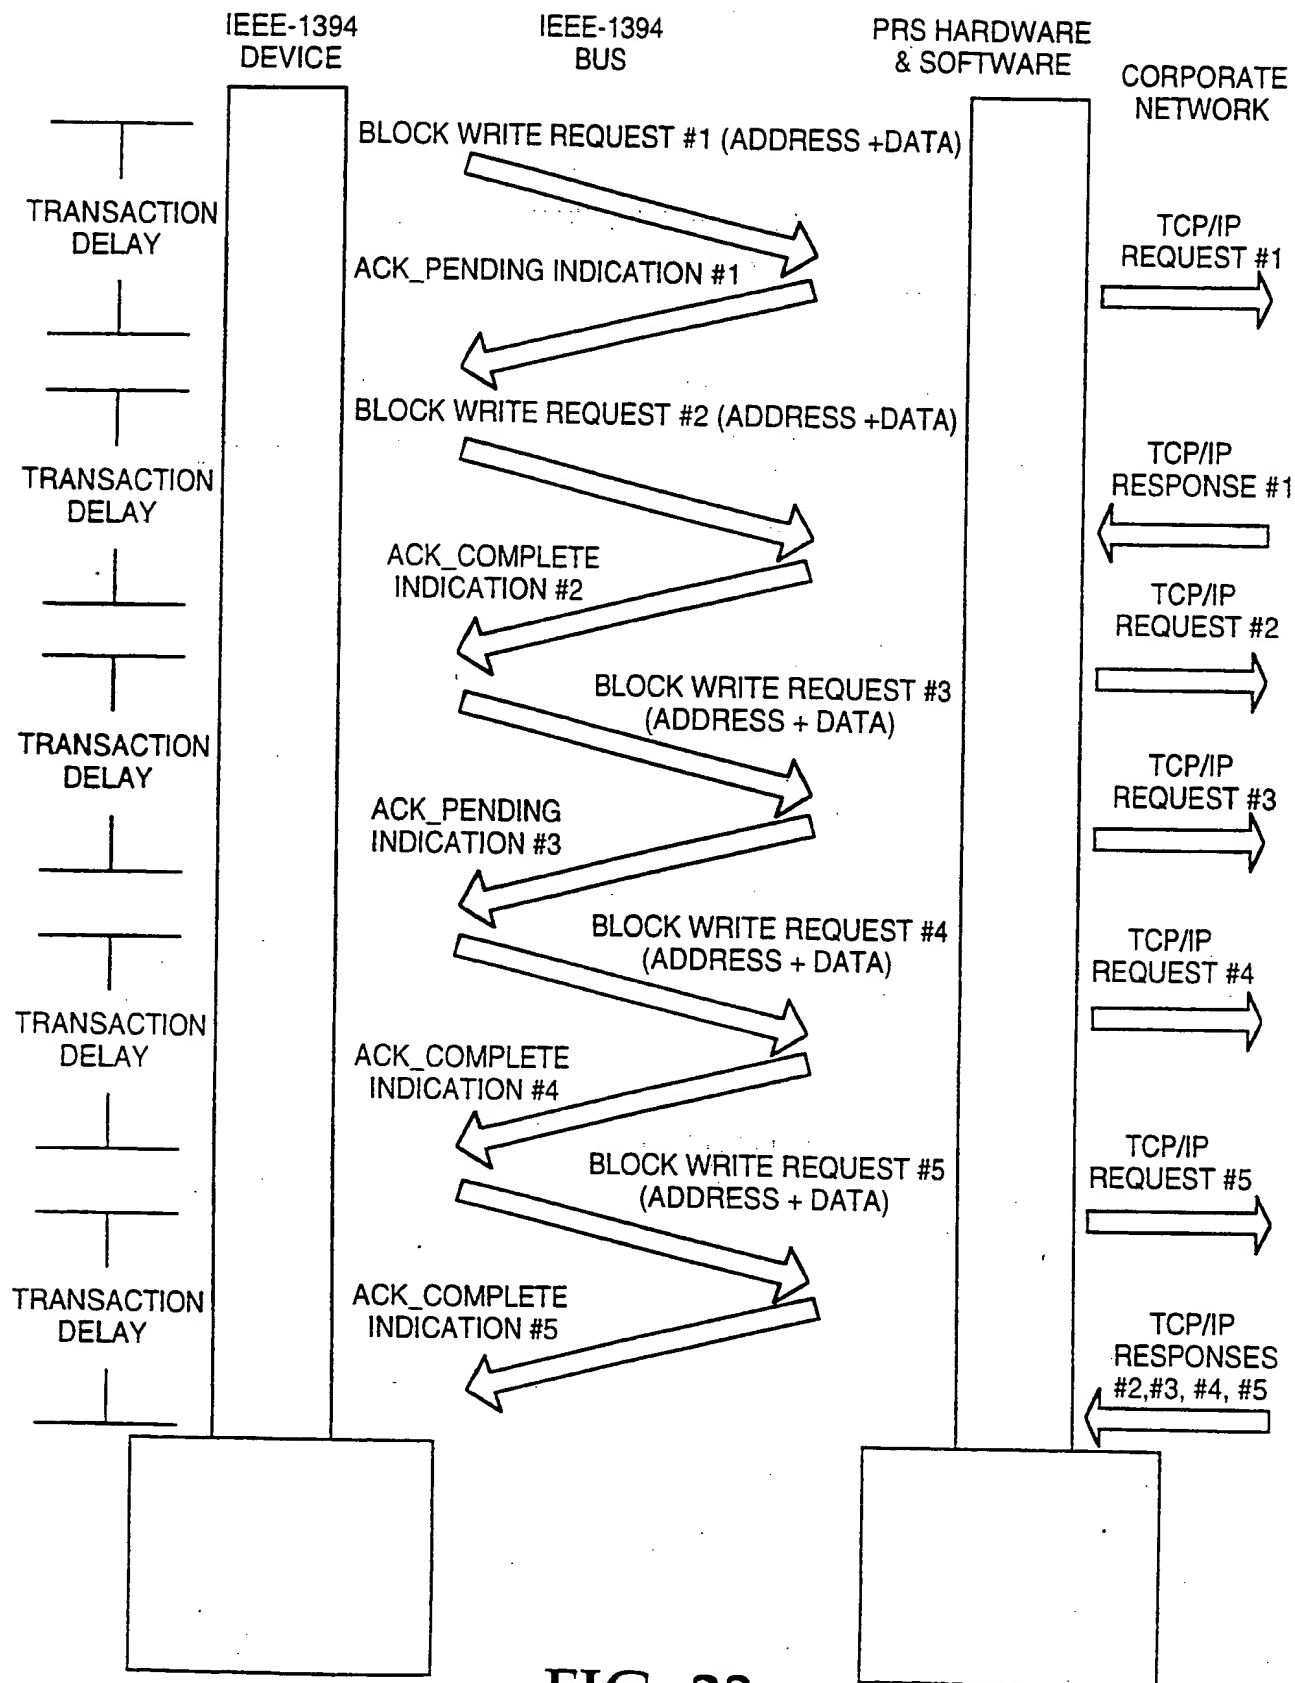 IEEE-1394
DEVICE
IEEE-1394
BUS
PRS HARDWARE
& SOFTWARE
CORPORATE
NETWORK
BLOCK WRITE REQUEST #1 (ADDRESS +DATA)
TRANSACTION
DELAY
TCP/IP
REQUEST #1
ACK_PENDING INDICATION #1
BLOCK WRITE REQUEST #2 (ADDRESS +DATA)
TRANSACTION
DELAY
TCP/IP
RESPONSE #1
ACK_COMPLETE
INDICATION #2
TCP/IP
REQUEST #2
BLOCK WRITE REQUEST #3
(ADDRESS + DATA)
TRANSACTION
DELAY
TCP/IP
REQUEST #3
ACK_PENDING
INDICATION #3
BLOCK WRITE REQUEST #4
(ADDRESS + DATA)
TCP/IP
REQUEST #4
TRANSACTION
DELAY
ACK_COMPLETE
INDICATION #4
BLOCK WRITE REQUEST #5
(ADDRESS + DATA)
TCP/IP
REQUEST #5
TRANSACTION
DELAY
ACK_COMPLETE
INDICATION #5
TCP/IP
RESPONSES
#2,#3, #4, #5
FIG.